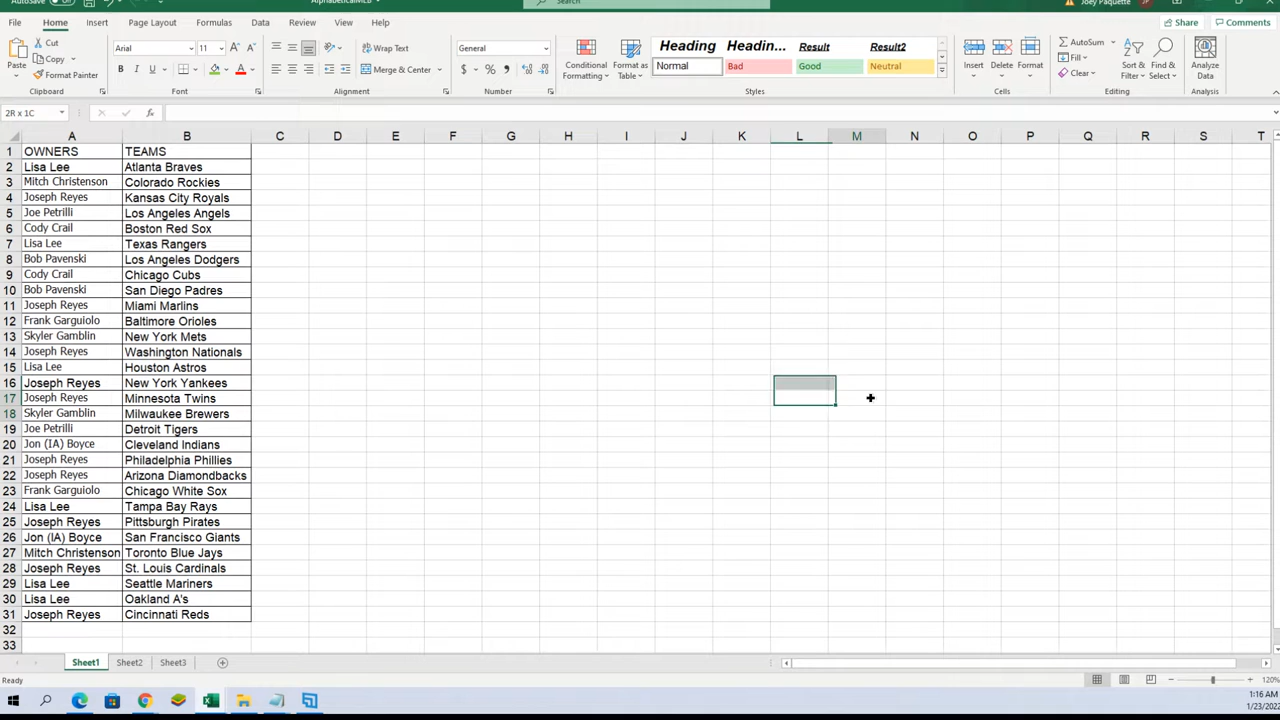 AutoSave Off AlphabeticalMLB Search Joey Paquette JP
File Home Insert Page Layout Formulas Data Review View Help Share Comments
Cut Arial 11 Wrap Text General Heading Headin... Result Result2 AutoSum
Paste Copy Format Painter Merge & Center Conditional Formatting Format as Table Normal Bad Good Neutral Insert Delete Format Fill Clear Sort & Filter Find & Select Analyze Data
Clipboard Font Alignment Number Styles Cells Editing Analysis
2R x 1C
A B C D E F G H I J K L M N O P Q R S T
1 OWNERS TEAMS
2 Lisa Lee Atlanta Braves
3 Mitch Christenson Colorado Rockies
4 Joseph Reyes Kansas City Royals
5 Joe Petrilli Los Angeles Angels
6 Cody Crail Boston Red Sox
7 Lisa Lee Texas Rangers
8 Bob Pavenski Los Angeles Dodgers
9 Cody Crail Chicago Cubs
10 Bob Pavenski San Diego Padres
11 Joseph Reyes Miami Marlins
12 Frank Garguiolo Baltimore Orioles
13 Skyler Gamblin New York Mets
14 Joseph Reyes Washington Nationals
15 Lisa Lee Houston Astros
16 Joseph Reyes New York Yankees
17 Joseph Reyes Minnesota Twins
18 Skyler Gamblin Milwaukee Brewers
19 Joe Petrilli Detroit Tigers
20 Jon (IA) Boyce Cleveland Indians
21 Joseph Reyes Philadelphia Phillies
22 Joseph Reyes Arizona Diamondbacks
23 Frank Garguiolo Chicago White Sox
24 Lisa Lee Tampa Bay Rays
25 Joseph Reyes Pittsburgh Pirates
26 Jon (IA) Boyce San Francisco Giants
27 Mitch Christenson Toronto Blue Jays
28 Joseph Reyes St. Louis Cardinals
29 Lisa Lee Seattle Mariners
30 Lisa Lee Oakland A's
31 Joseph Reyes Cincinnati Reds
32
33
Sheet1 Sheet2 Sheet3
Ready 120%
1:16 AM
1/23/2022